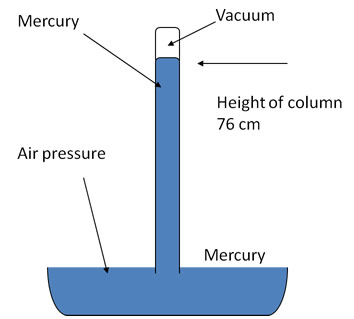 Mercury
Vacuum
Height of column
76 cm
Air pressure
Mercury